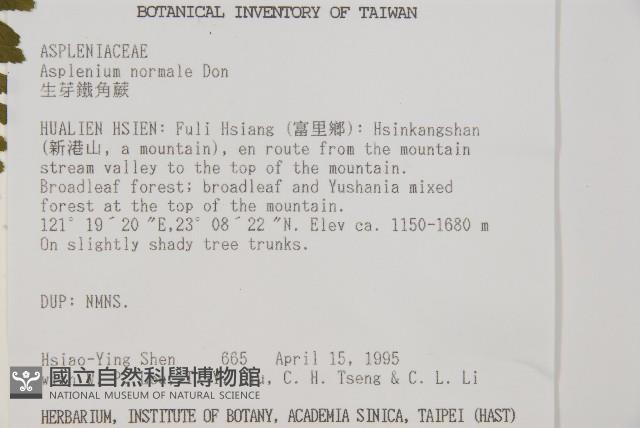 BOTANICAL INVENTORY OF TAIWAN
ASPLENIACEAE
Asplenium normale Don
生芽鐵角蕨
HUALIEN HSIEN: Fuli Hsiang (富里鄉): Hsinkangshan
(新港山, a mountain), en route from the mountain
stream valley to the top of the mountain.
Broadleaf forest; broadleaf and Yushania mixed
forest at the top of the mountain.
121° 19´20 ″E,23° 08´22 ″N. Elev ca. 1150-1680 m
On slightly shady tree trunks.
DUP: NMNS.
Hsiao-Ying Shen 665 April 15, 1995
C. H. Tseng & C. L. Li
國立自然科學博物館
NATIONAL MUSEUM OF NATURAL SCIENCE
HERBARIUM, INSTITUTE OF BOTANY, ACADEMIA SINICA, TAIPEI (HAST)